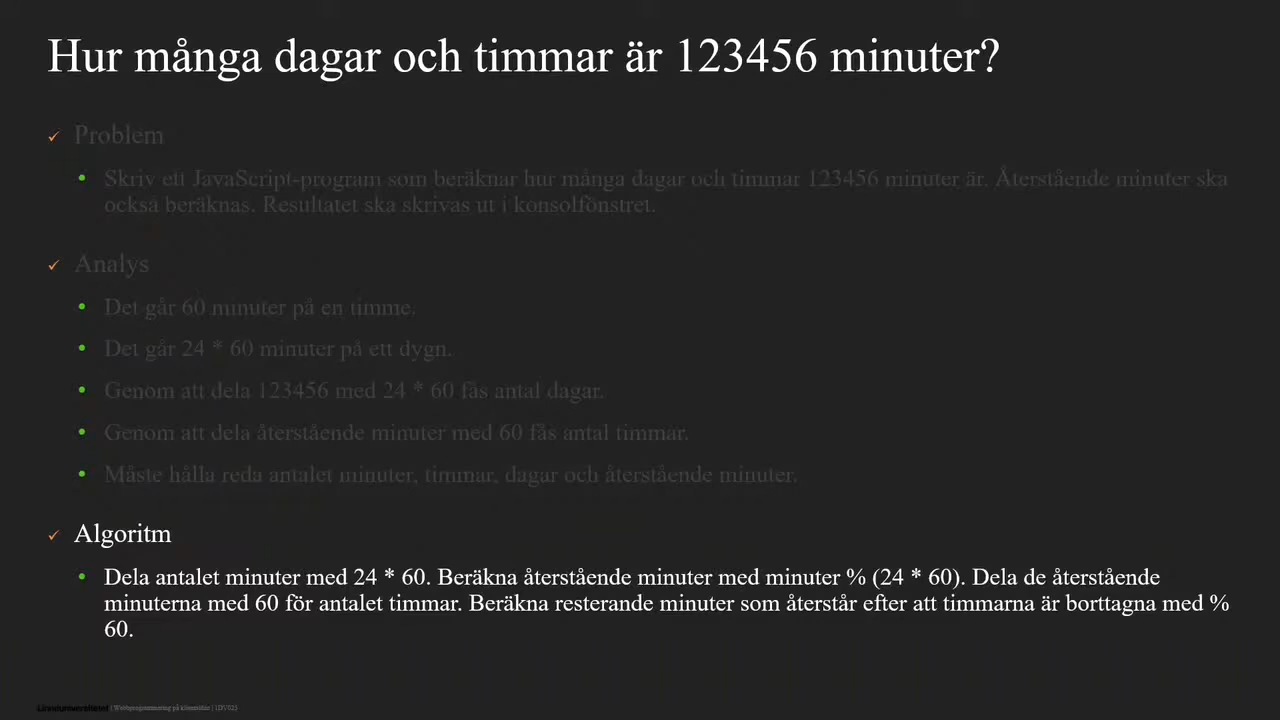 Hur många dagar och timmar är 123456 minuter?
Problem
Skriv ett JavaScript-program som beräknar hur många dagar och timmar 123456 minuter är. Återstående minuter ska
också beräknas. Resultatet ska skrivas ut i konsolfönstret.
Analys
Det går 60 minuter på en timme.
Det går 24 * 60 minuter på ett dygn.
Genom att dela 123456 med 24 * 60 fås antal dagar.
Genom att dela återstående minuter med 60 fås antal timmar.
Måste hålla reda antalet minuter, timmar, dagar och återstående minuter.
Algoritm
Dela antalet minuter med 24 * 60. Beräkna återstående minuter med minuter % (24 * 60). Dela de återstående
minuterna med 60 för antalet timmar. Beräkna resterande minuter som återstår efter att timmarna är borttagna med %
60.
Linnéuniversitetet | Webbprogrammering på klientsidan | 1DV025